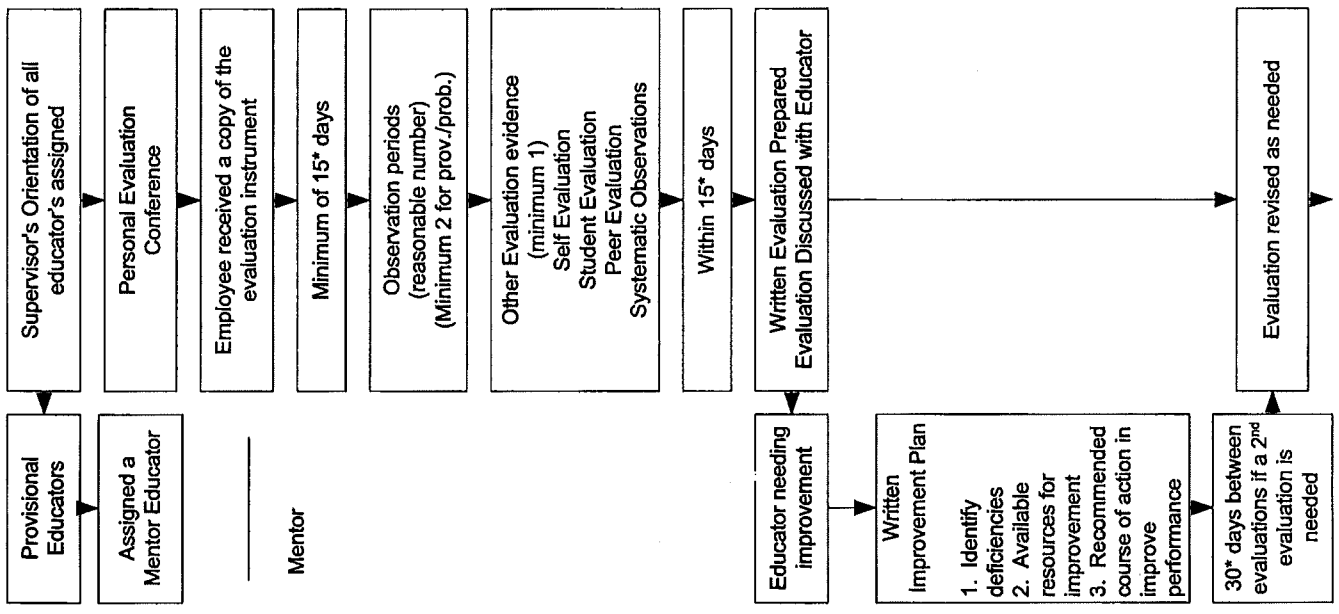 Supervisor's Orientation of all
educator's assigned
Provisional
Educators
Personal Evaluation
Conference
Assigned a
Mentor Educator
Employee received a copy of the
evaluation instrument
Mentor
Minimum of 15* days
Observation periods
(reasonable number)
(Minimum 2 for prov./prob.)
Other Evaluation evidence
(minimum 1)
Self Evaluation
Student Evaluation
Peer Evaluation
Systematic Observations
Within 15* days
Written Evaluation Prepared
Evaluation Discussed with Educator
Educator needing
improvement
Written
Improvement Plan
1. Identify
deficiencies
2. Available
resources for
improvement
3. Recommended
course of action in
improve
performance
30* days between
evaluations if a 2nd
evaluation is
needed
Evaluation revised as needed